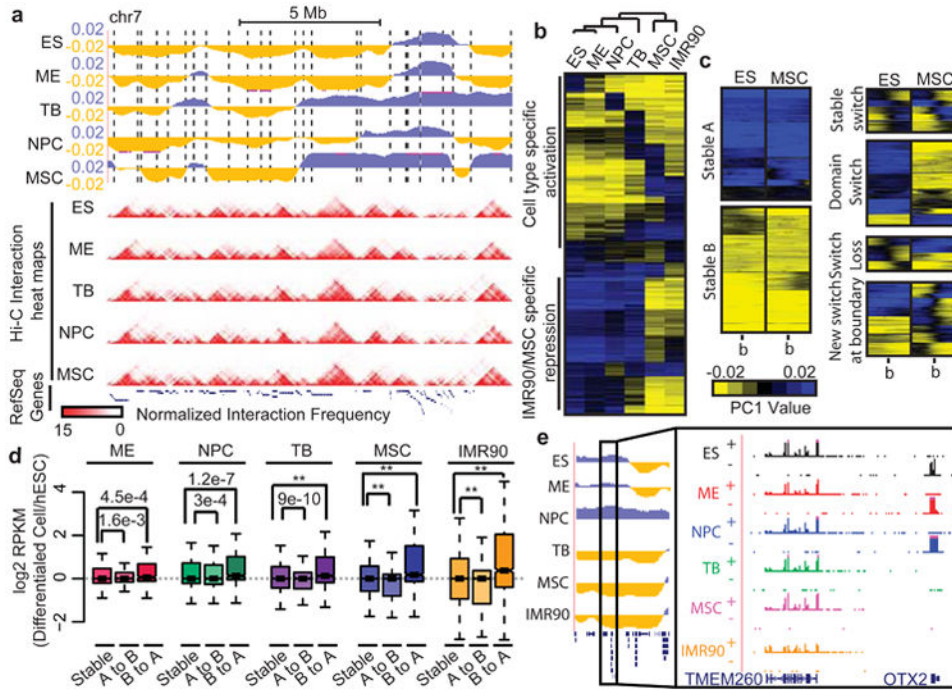 a
chr7
5 Mb
ES
0.02
-0.02
ME
0.02
-0.02
TB
0.02
-0.02
NPC
0.02
-0.02
MSC
0.02
-0.02
Hi-C Interaction
heat maps
ES
ME
TB
NPC
MSC
RefSeq
Genes
15
0
Normalized Interaction Frequency
b
ES
ME
NPC
TB
MSC
IMR90
Cell type specific
activation
IMR90/MSC specific
repression
c
ES
MSC
Stable A
Stable B
b
b
-0.02
0.02
PC1 Value
ES
MSC
Stable
switch
Domain
Switch
Switch
Loss
New switch
at boundary
b
b
d
ME
NPC
TB
MSC
IMR90
log2 RPKM
(Differentialed Cell/hESC)
4
2
0
-2
4.5e-4
1.6e-3
1.2e-7
3e-4
**
9e-10
**
**
**
**
Stable
A to B
B to A
Stable
A to B
B to A
Stable
A to B
B to A
Stable
A to B
B to A
Stable
A to B
B to A
e
ES
ME
NPC
TB
MSC
IMR90
ES
+
-
ME
+
-
NPC
+
-
TB
+
-
MSC
+
-
IMR90
+
-
TMEM260
OTX2